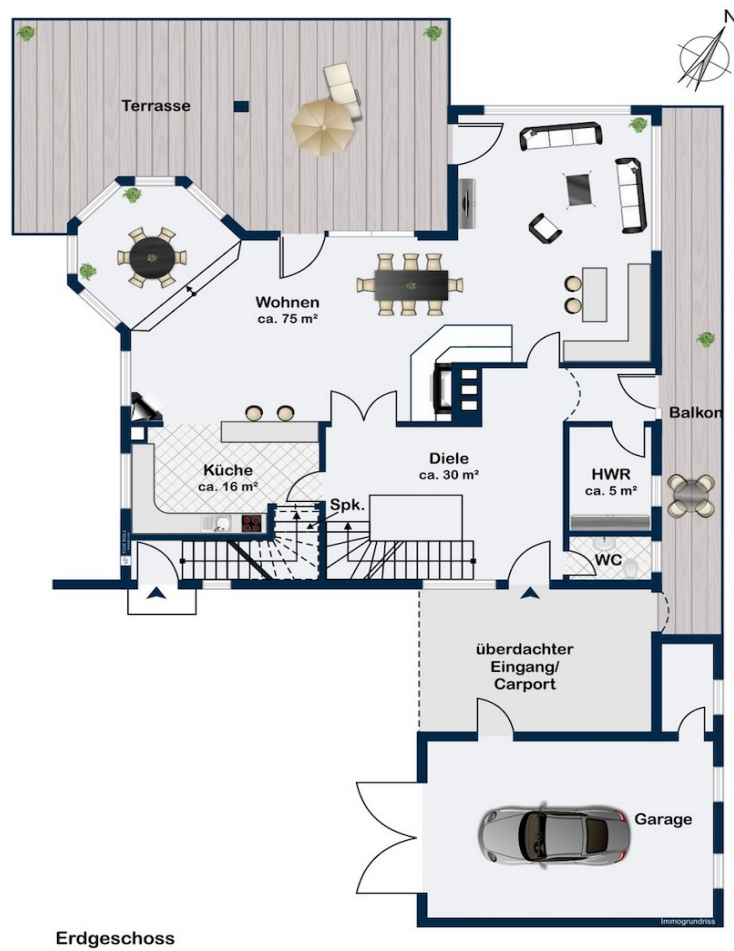 N
Terrasse
Wohnen
ca. 75 m²
Balkon
Küche
ca. 16 m²
Diele
ca. 30 m²
HWR
ca. 5 m²
Spk.
WC
überdachter
Eingang/
Carport
Garage
Immogrundriss
Erdgeschoss